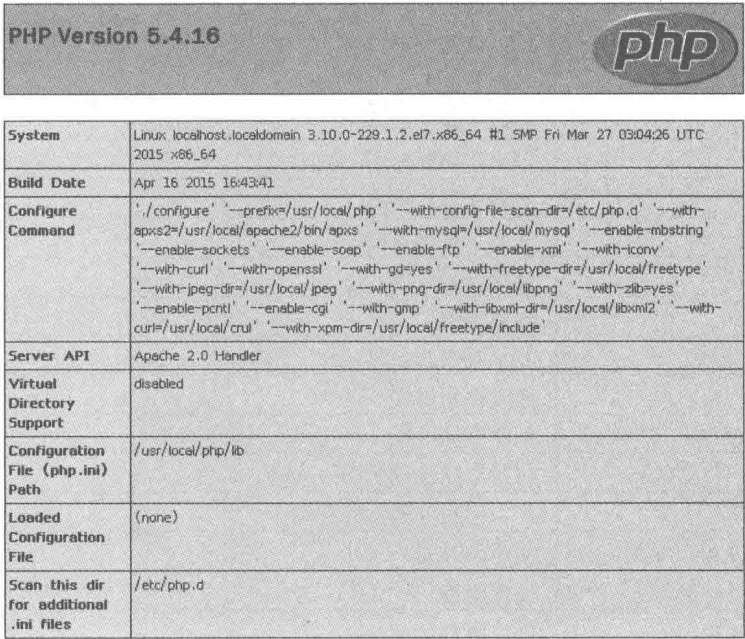 PHP Version 5.4.16
php
System
Linux localhost.localdomain 3.10.0-229.1.2.el7.x86_64 #1 SMP Fri Mar 27 03:04:26 UTC
2015 x86_64
Build Date
Apr 16 2015 16:43:41
Configure
Command
'./configure' '--prefix=/usr/local/php' '--with-config-file-scan-dir=/etc/php.d' '--with-
apxs2=/usr/local/apache2/bin/apxs' '--with-mysql=/usr/local/mysql' '--enable-mbstring'
'--enable-sockets' '--enable-soap' '--enable-ftp' '--enable-xml' '--with-iconv'
'--with-curl' '--with-openssl' '--with-gd=yes' '--with-freetype-dir=/usr/local/freetype'
'--with-jpeg-dir=/usr/local/jpeg' '--with-png-dir=/usr/local/libpng' '--with-zlib=yes'
'--enable-pcntl' '--enable-cgi' '--with-gmp' '--with-libxml-dir=/usr/local/libxml2' '--with-
curl=/usr/local/crul' '--with-xpm-dir=/usr/local/freetype/include'
Server API
Apache 2.0 Handler
Virtual
Directory
Support
disabled
Configuration
File (php.ini)
Path
/usr/local/php/lib
Loaded
Configuration
File
(none)
Scan this dir
for additional
.ini files
/etc/php.d